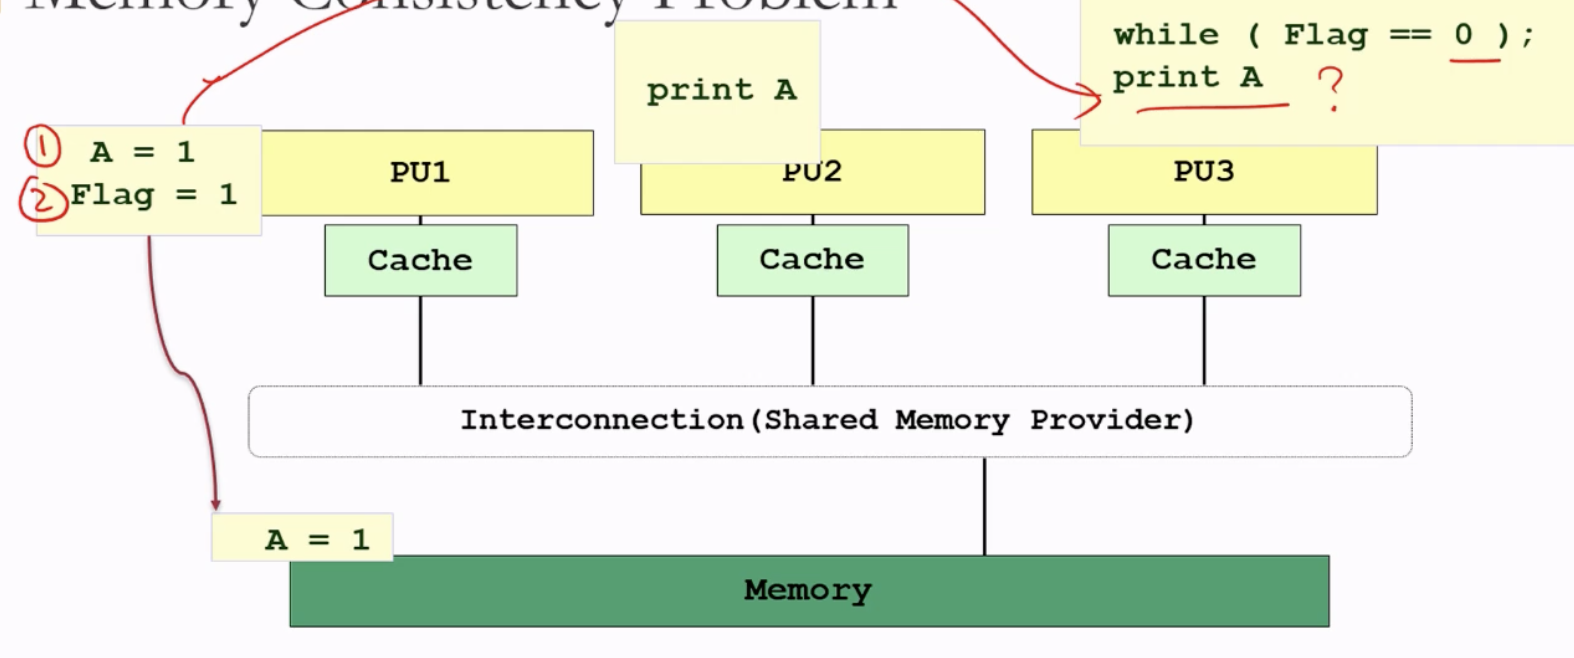 Memory Consistency Problem
while ( Flag == 0 );
print A ?
print A
① A = 1
② Flag = 1
PU1
PU2
PU3
Cache
Cache
Cache
Interconnection(Shared Memory Provider)
A = 1
Memory